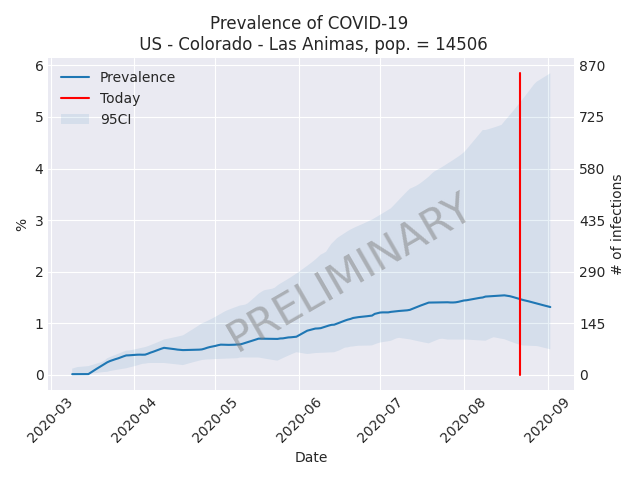 Prevalence of COVID-19
US - Colorado - Las Animas, pop. = 14506
Prevalence
Today
95CI
PRELIMINARY
%
6
5
4
3
2
1
0
870
725
580
435
290
145
0
# of infections
2020-03
2020-04
2020-05
2020-06
2020-07
2020-08
2020-09
Date